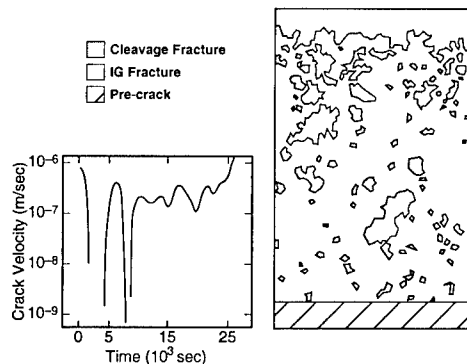 Cleavage Fracture
IG Fracture
Pre-crack
Crack Velocity (m/sec)
10⁻⁶
10⁻⁷
10⁻⁸
10⁻⁹
0 5 15 25
Time (10³ sec)